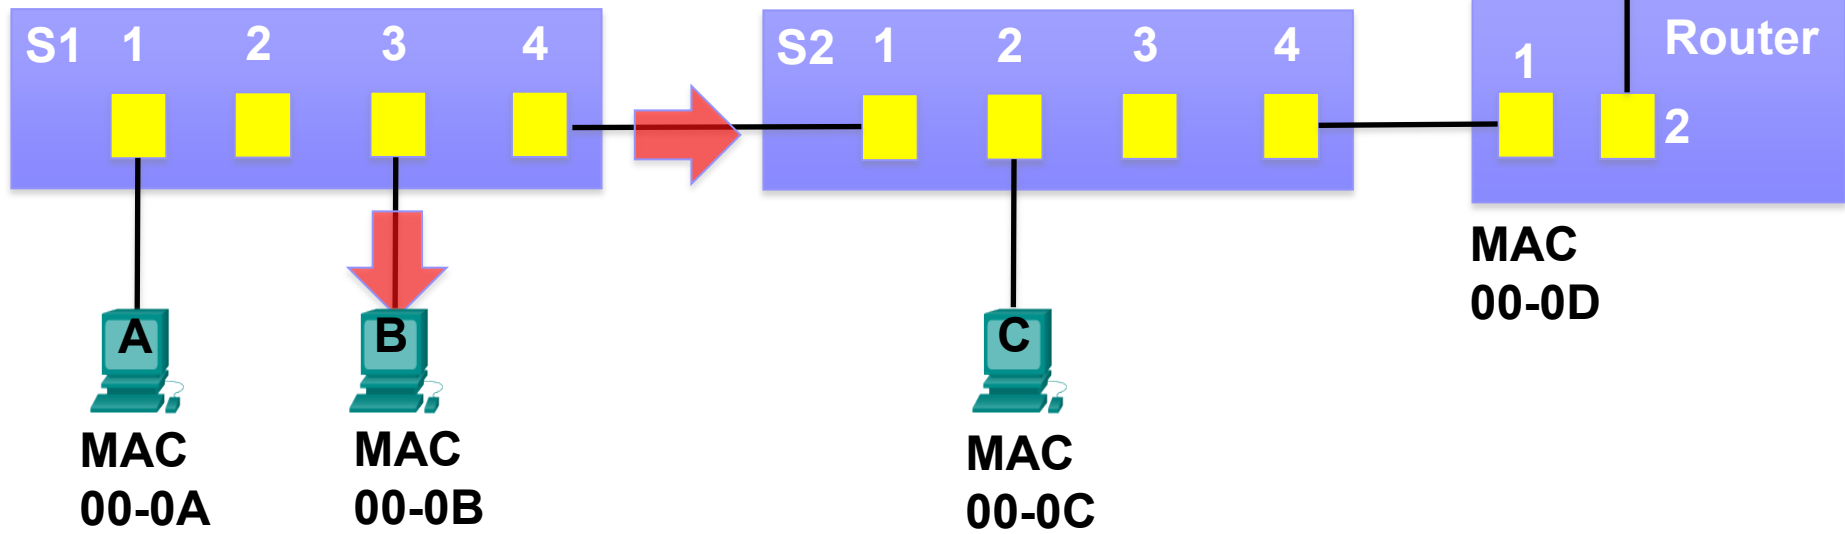 S1 1 2 3 4
S2 1 2 3 4
Router
1
2
A
B
C
MAC
00-0A
MAC
00-0B
MAC
00-0C
MAC
00-0D